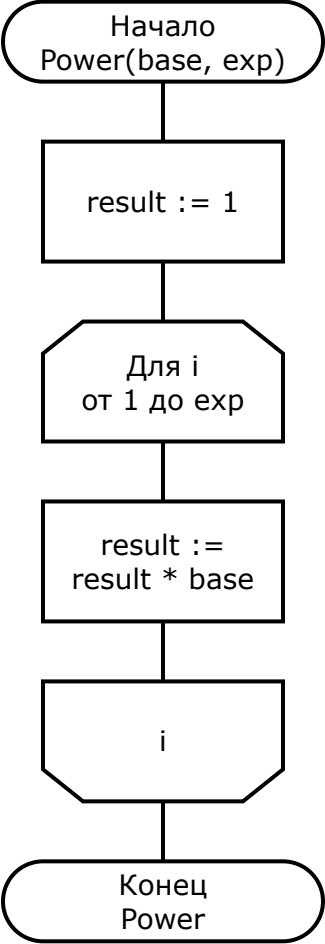 Начало
Power(base, exp)
result := 1
Для i
от 1 до exp
result :=
result * base
i
Конец
Power